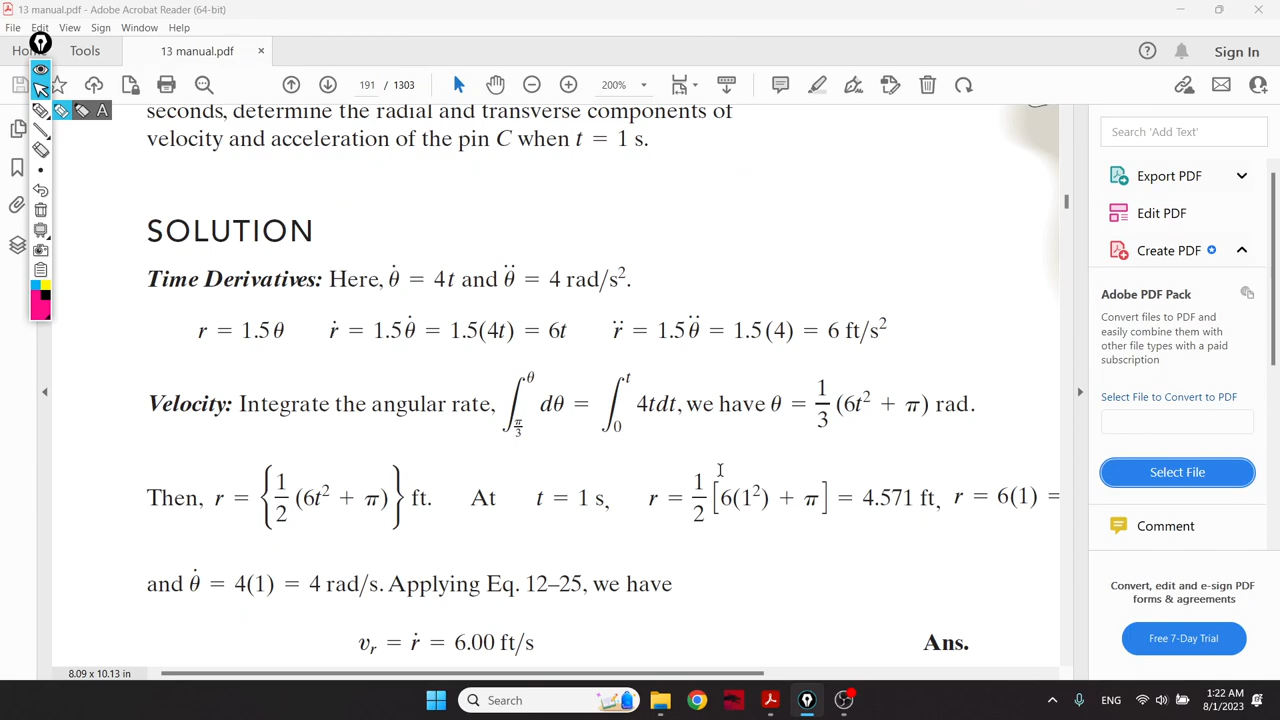 13 manual.pdf - Adobe Acrobat Reader (64-bit)
File Edit View Sign Window Help
Tools 13 manual.pdf × Sign In
191 / 1303 200%
seconds, determine the radial and transverse components of
velocity and acceleration of the pin C when t = 1 s.
SOLUTION
Time Derivatives: Here, θ̇ = 4t and θ̈ = 4 rad/s².
r = 1.5θ ṙ = 1.5θ̇ = 1.5(4t) = 6t r̈ = 1.5θ̈ = 1.5(4) = 6 ft/s²
Velocity: Integrate the angular rate, ∫_{π/3}^{θ} dθ = ∫_0^t 4tdt, we have θ = 1/3 (6t² + π) rad.
Then, r = {1/2 (6t² + π)} ft. At t = 1 s, r = 1/2 [6(1²) + π] = 4.571 ft, r = 6(1) =
and θ̇ = 4(1) = 4 rad/s. Applying Eq. 12–25, we have
v_r = ṙ = 6.00 ft/s Ans.
8.09 x 10.13 in
A
Search 'Add Text'
Export PDF
Edit PDF
Create PDF
Adobe PDF Pack
Convert files to PDF and
easily combine them with
other file types with a paid
subscription
Select File to Convert to PDF
Select File
Comment
Convert, edit and e-sign PDF
forms & agreements
Free 7-Day Trial
Search
ENG
1:22 AM
8/1/2023